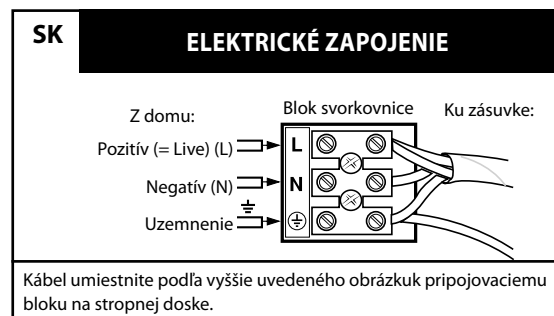 SK
ELEKTRICKÉ ZAPOJENIE
Z domu:
Blok svorkovnice
Ku zásuvke:
Pozitív (= Live) (L)
L
Negatív (N)
N
Uzemnenie
Kábel umiestnite podľa vyššie uvedeného obrázkuk pripojovaciemu
bloku na stropnej doske.